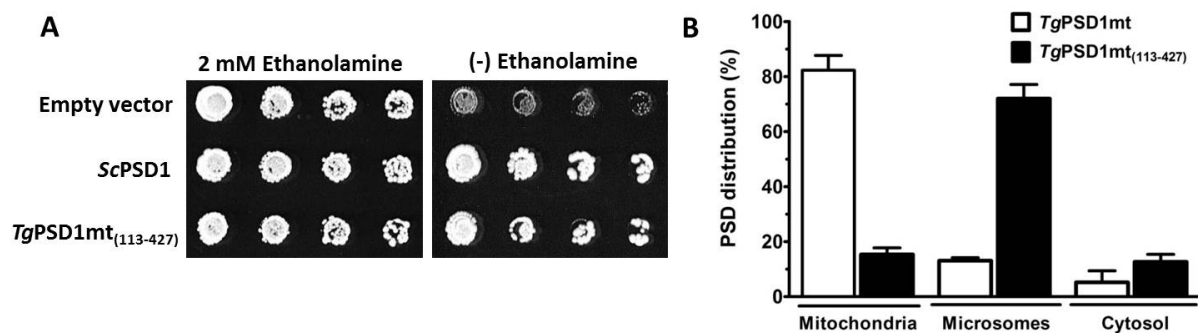 A
2 mM Ethanolamine
(-) Ethanolamine
Empty vector
ScPSD1
TgPSD1mt(113-427)
B
PSD distribution (%)
100
80
60
40
20
0
TgPSD1mt
TgPSD1mt(113-427)
Mitochondria
Microsomes
Cytosol